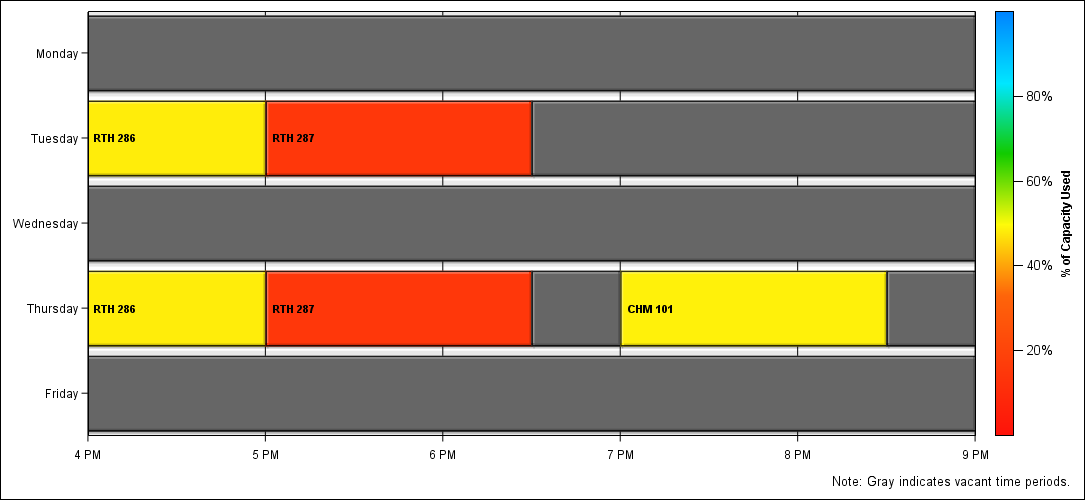 Monday
Tuesday
RTH 286
RTH 287
Wednesday
Thursday
RTH 286
RTH 287
CHM 101
Friday
4 PM
5 PM
6 PM
7 PM
8 PM
9 PM
80%
60%
40%
20%
% of Capacity Used
Note: Gray indicates vacant time periods.